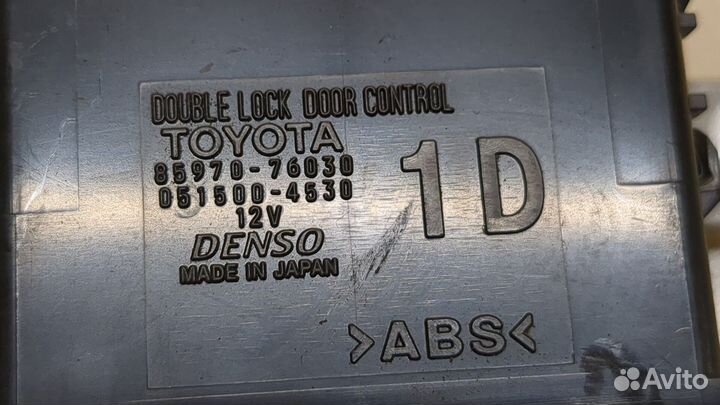 DOUBLE LOCK DOOR CONTROL
TOYOTA
85970-76030
051500-4530
12V
DENSO
MADE IN JAPAN
1D
>ABS<
Avito